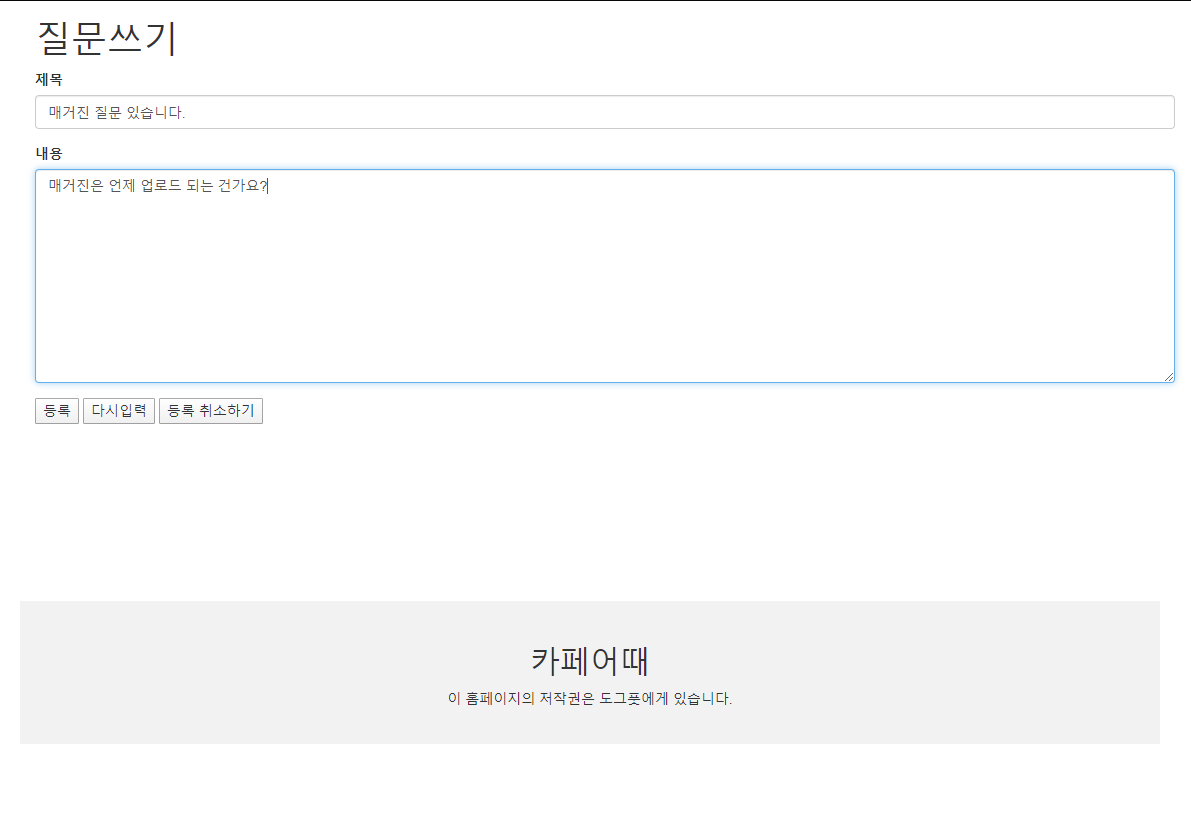 질문쓰기
제목
매거진 질문 있습니다.
내용
매거진은 언제 업로드 되는 건가요?
등록 다시입력 등록 취소하기
카페어때
이 홈페이지의 저작권은 도그풋에게 있습니다.